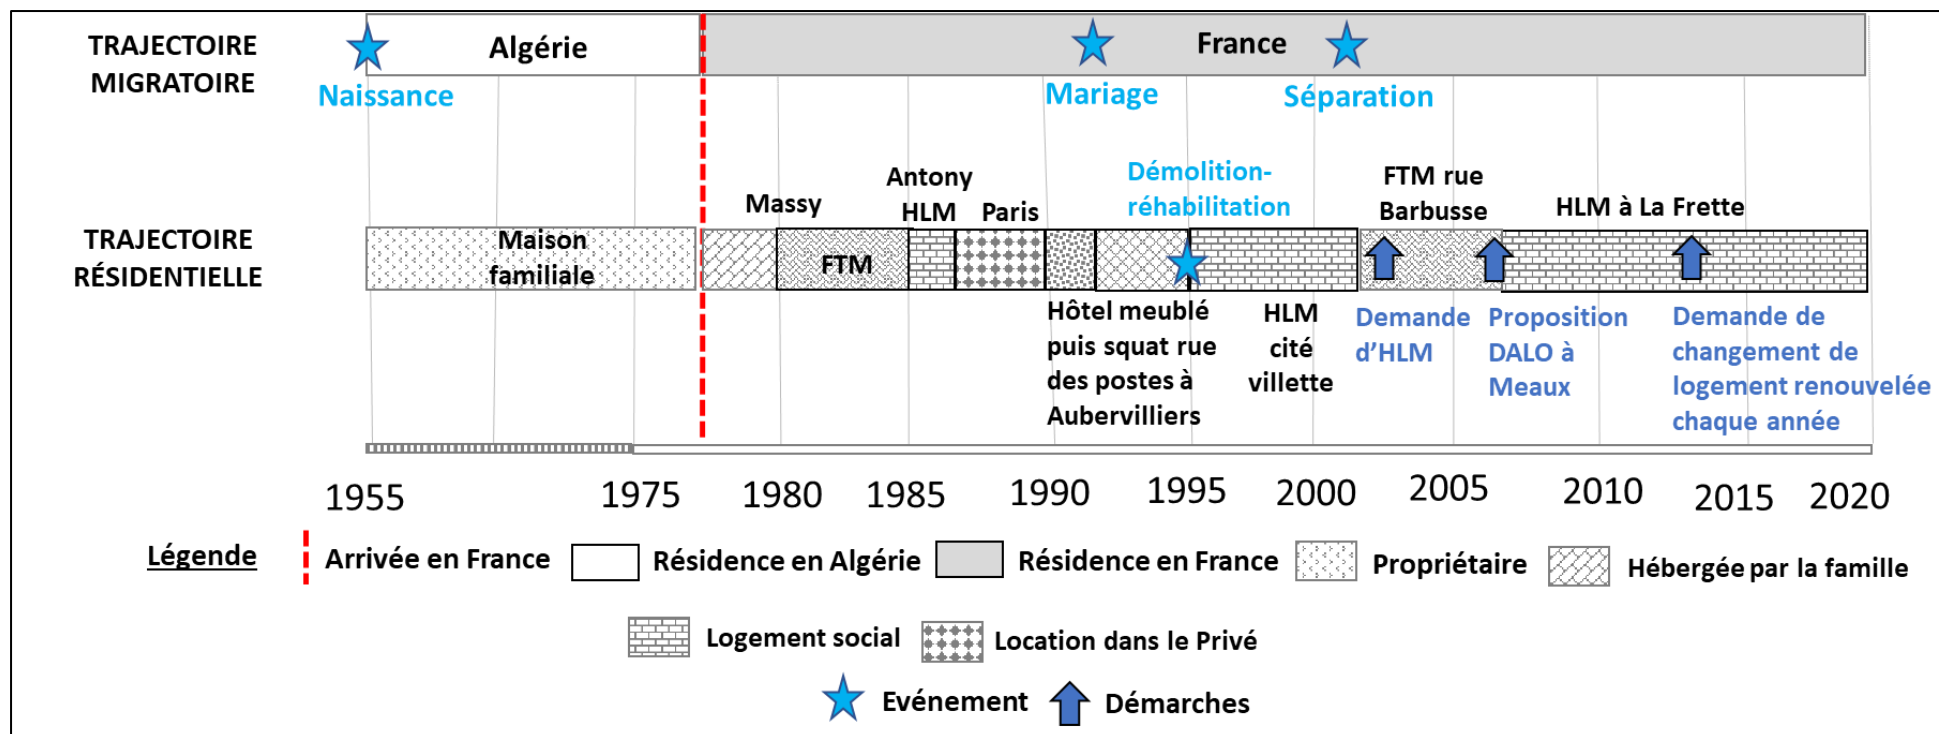 TRAJECTOIRE
MIGRATOIRE
Algérie
France
Naissance
Mariage
Séparation
Démolition-
réhabilitation
Antony
HLM
Massy
Paris
FTM rue
Barbusse
HLM à La Frette
TRAJECTOIRE
RÉSIDENTIELLE
Maison
familiale
FTM
Hôtel meublé
puis squat rue
des postes à
Aubervilliers
HLM
cité
villette
Demande
d’HLM
Proposition
DALO à
Meaux
Demande de
changement de
logement renouvelée
chaque année
1955 1975 1980 1985 1990 1995 2000 2005 2010 2015 2020
Légende
Arrivée en France
Résidence en Algérie
Résidence en France
Propriétaire
Hébergée par la famille
Logement social
Location dans le Privé
Evénement
Démarches